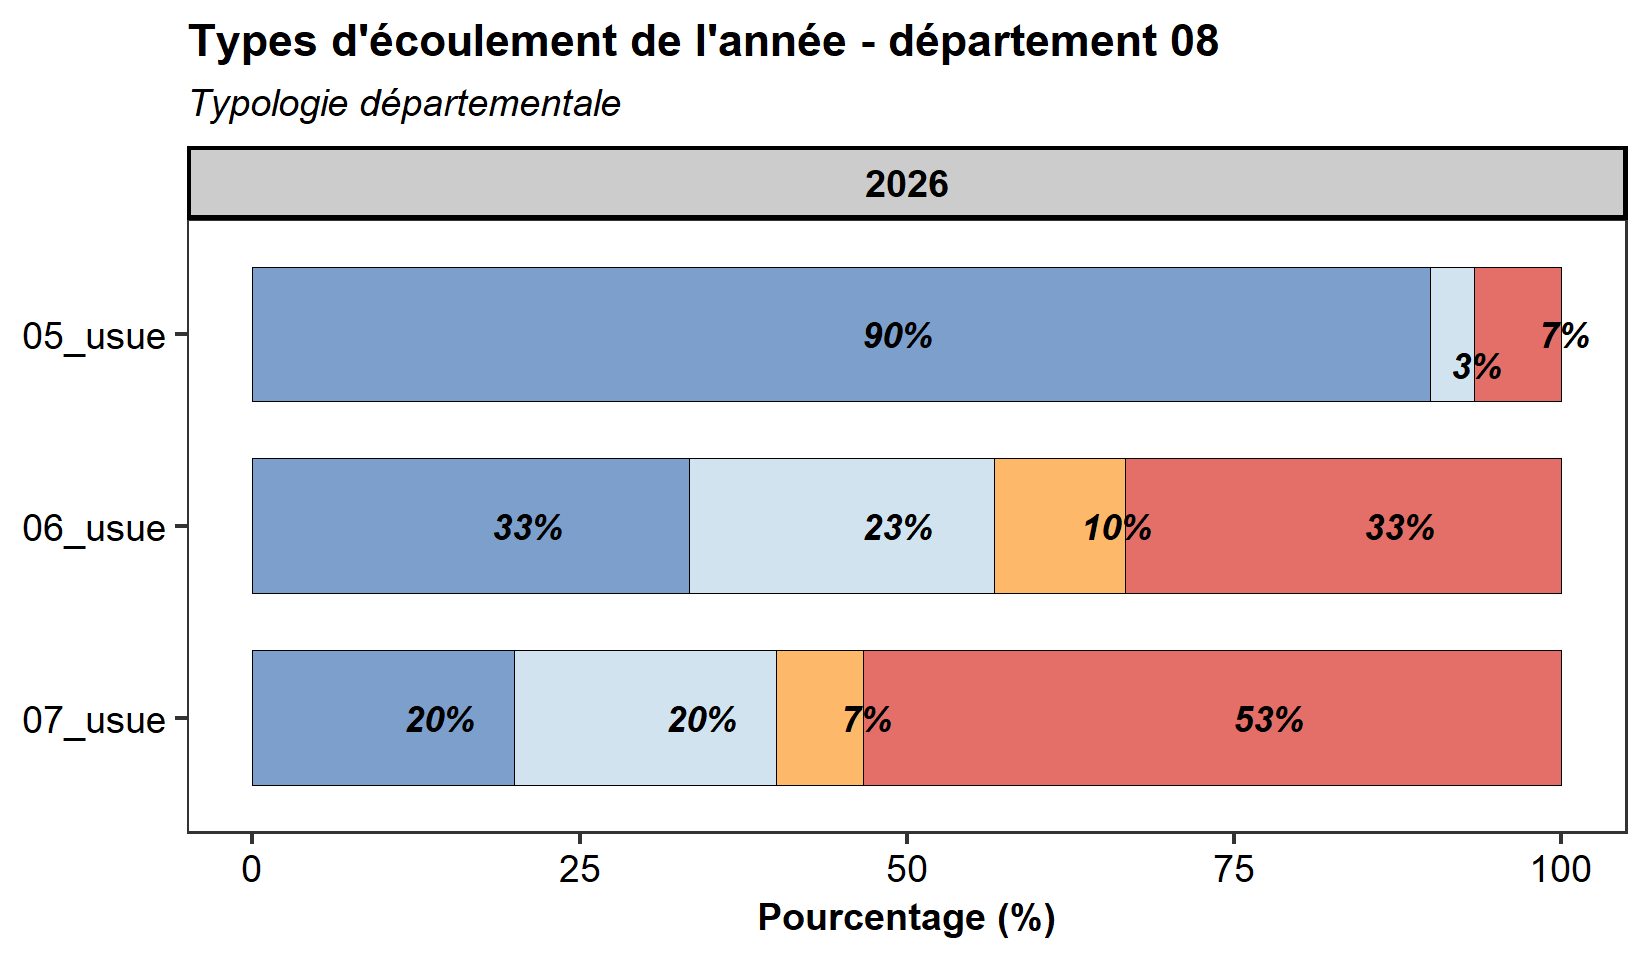 Types d'écoulement de l'année - département 08
Typologie départementale
2026
05_usue
90%
3%
7%
06_usue
33%
23%
10%
33%
07_usue
20%
20%
7%
53%
0
25
50
75
100
Pourcentage (%)